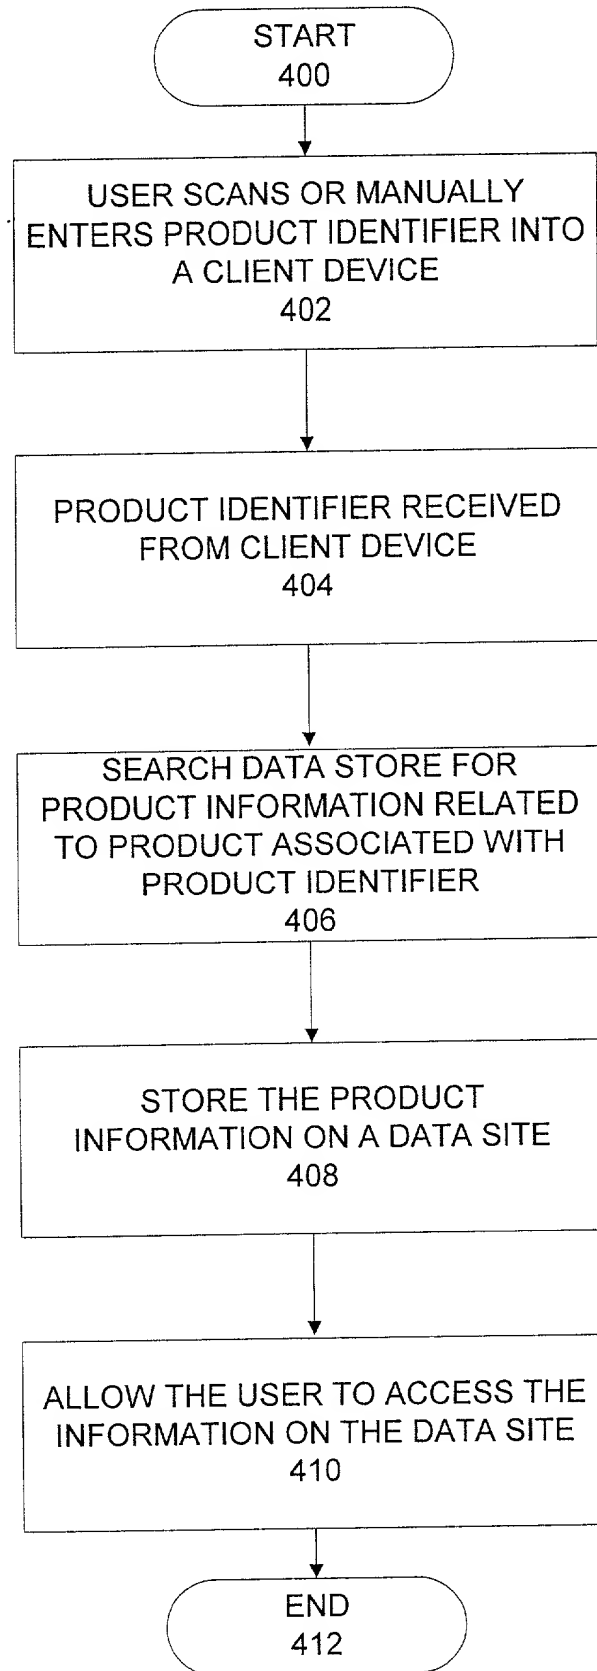 START
400
USER SCANS OR MANUALLY
ENTERS PRODUCT IDENTIFIER INTO
A CLIENT DEVICE
402
PRODUCT IDENTIFIER RECEIVED
FROM CLIENT DEVICE
404
SEARCH DATA STORE FOR
PRODUCT INFORMATION RELATED
TO PRODUCT ASSOCIATED WITH
PRODUCT IDENTIFIER
406
STORE THE PRODUCT
INFORMATION ON A DATA SITE
408
ALLOW THE USER TO ACCESS THE
INFORMATION ON THE DATA SITE
410
END
412